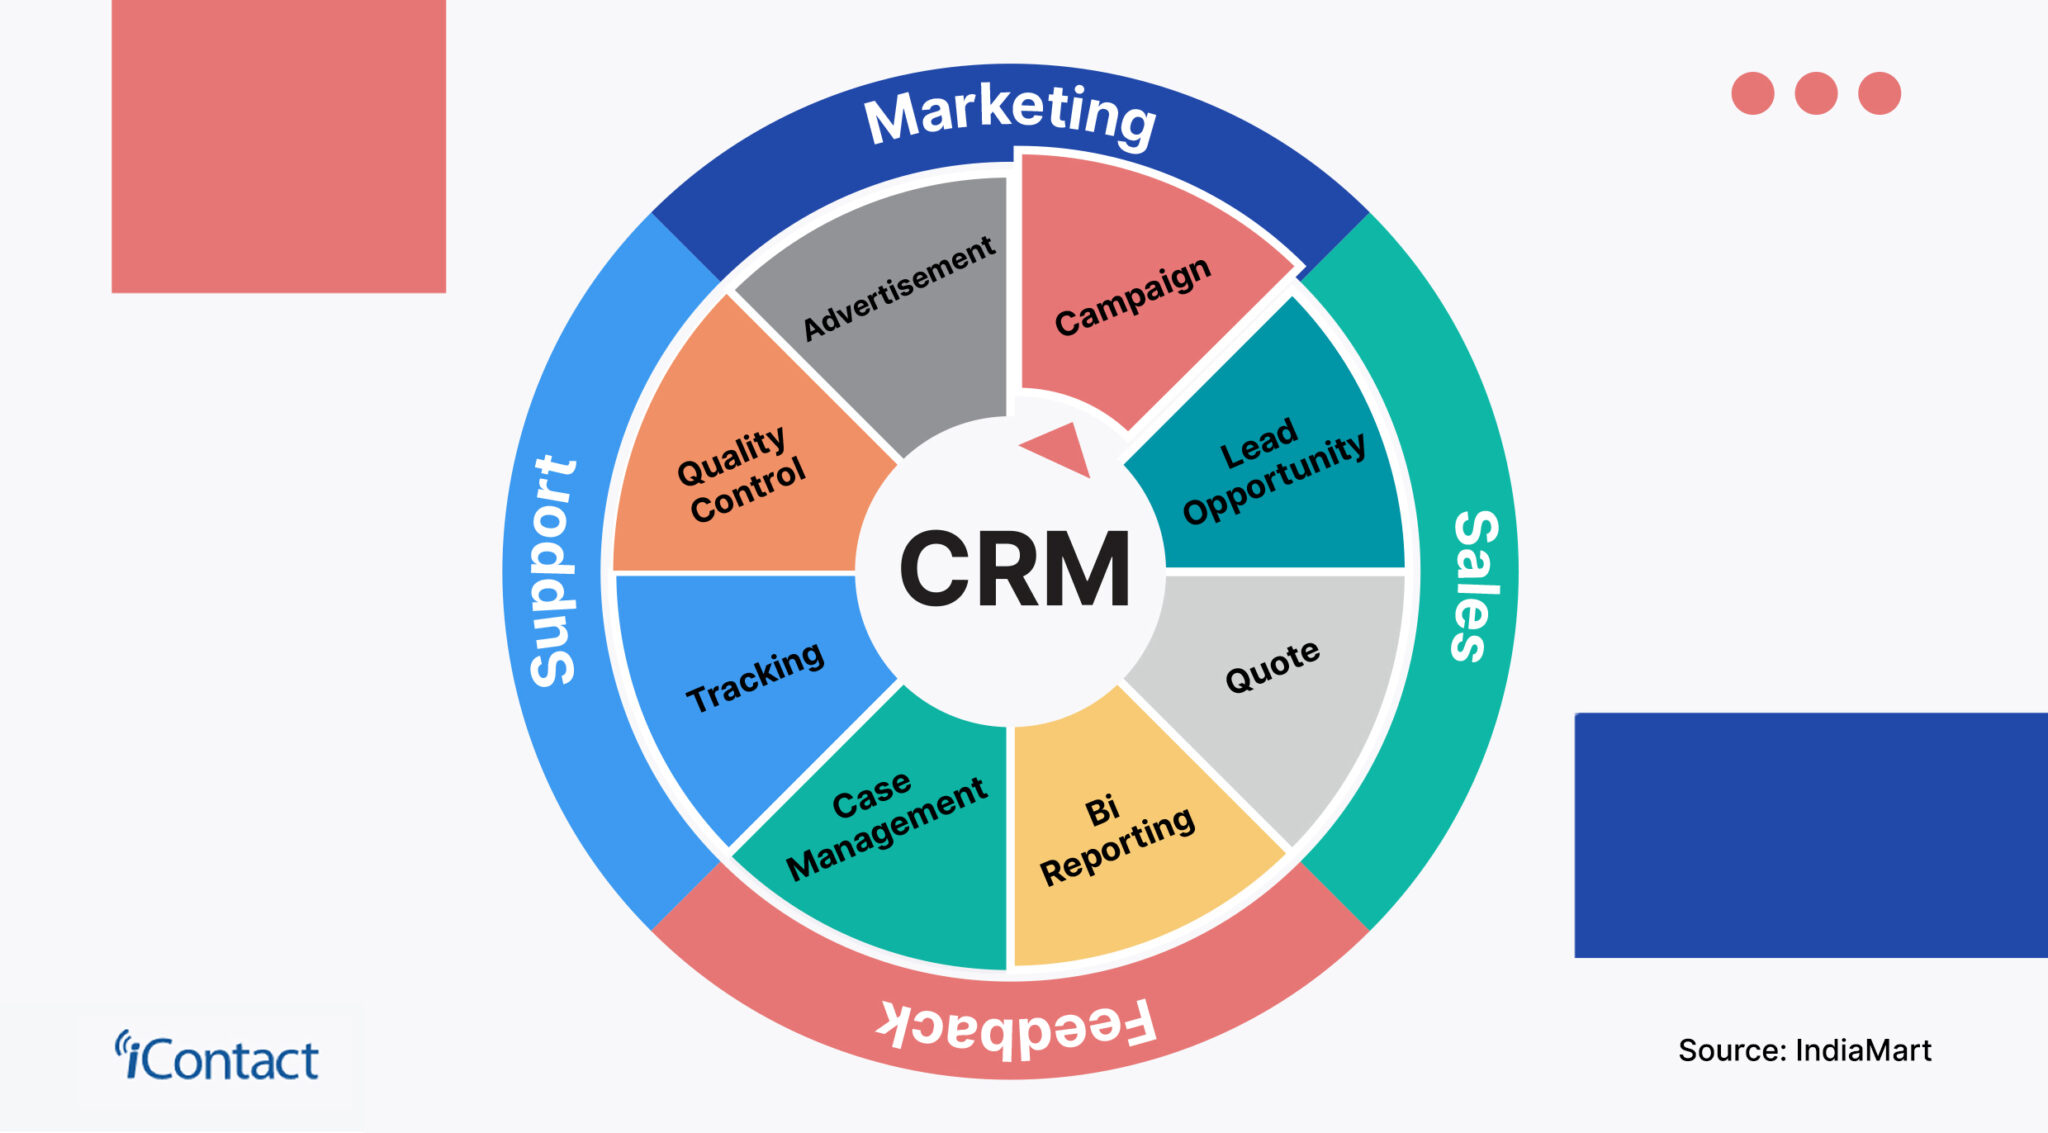 Marketing
Advertisement
Campaign
Quality
Control
Lead
Opportunity
Support
CRM
Sales
Tracking
Quote
Case
Management
Bi
Reporting
Feedback
iContact
Source: IndiaMart